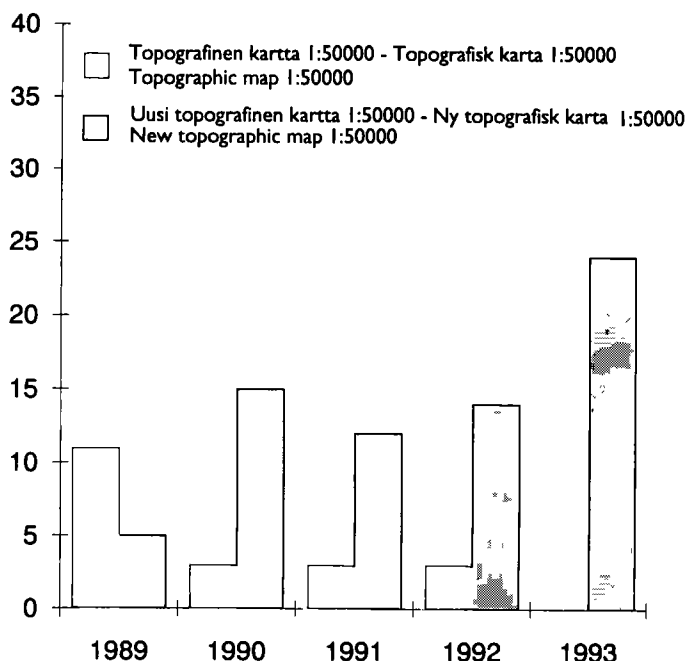 40
35
30
25
20
15
10
5
0
Topografinen kartta 1:50000 - Topografisk karta 1:50000
Topographic map 1:50000
Uusi topografinen kartta 1:50000 - Ny topografisk karta 1:50000
New topographic map 1:50000
1989 1990 1991 1992 1993